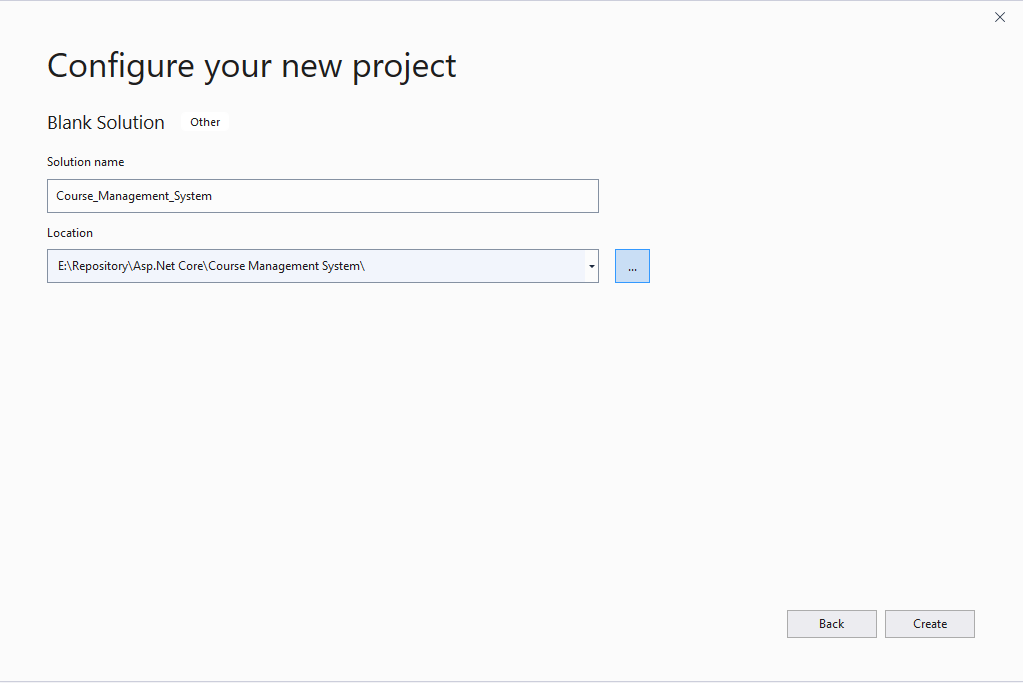 Configure your new project
Blank Solution Other
Solution name
Course_Management_System
Location
E:\Repository\Asp.Net Core\Course Management System\
...
Back Create